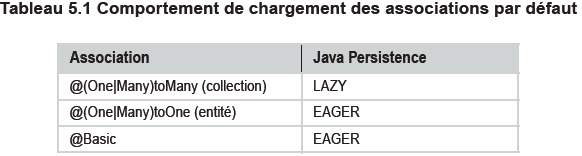 Tableau 5.1 Comportement de chargement des associations par défaut
Association Java Persistence
@(One|Many)toMany (collection) LAZY
@(One|Many)toOne (entité) EAGER
@Basic EAGER